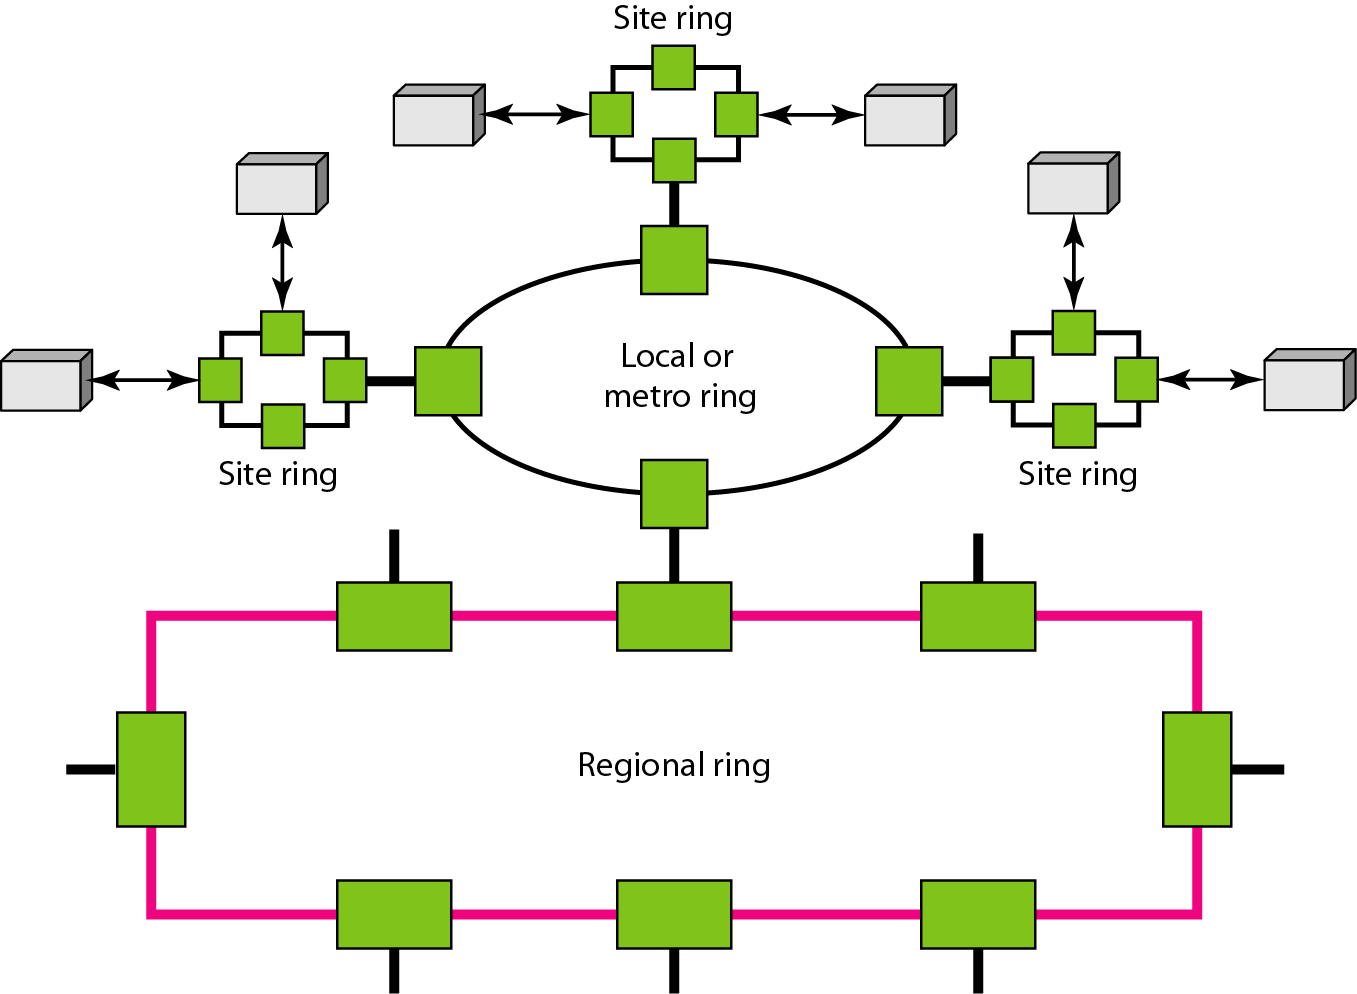 Site ring
Local or
metro ring
Site ring
Site ring
Regional ring